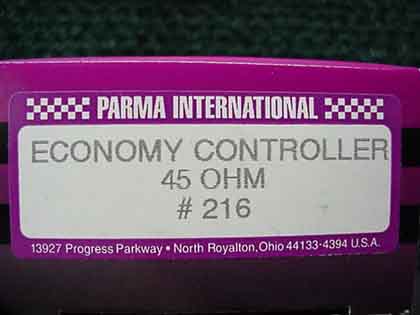 PARMA INTERNATIONAL
ECONOMY CONTROLLER
45 OHM
# 216
13927 Progress Parkway • North Royalton, Ohio 44133-4394 U.S.A.